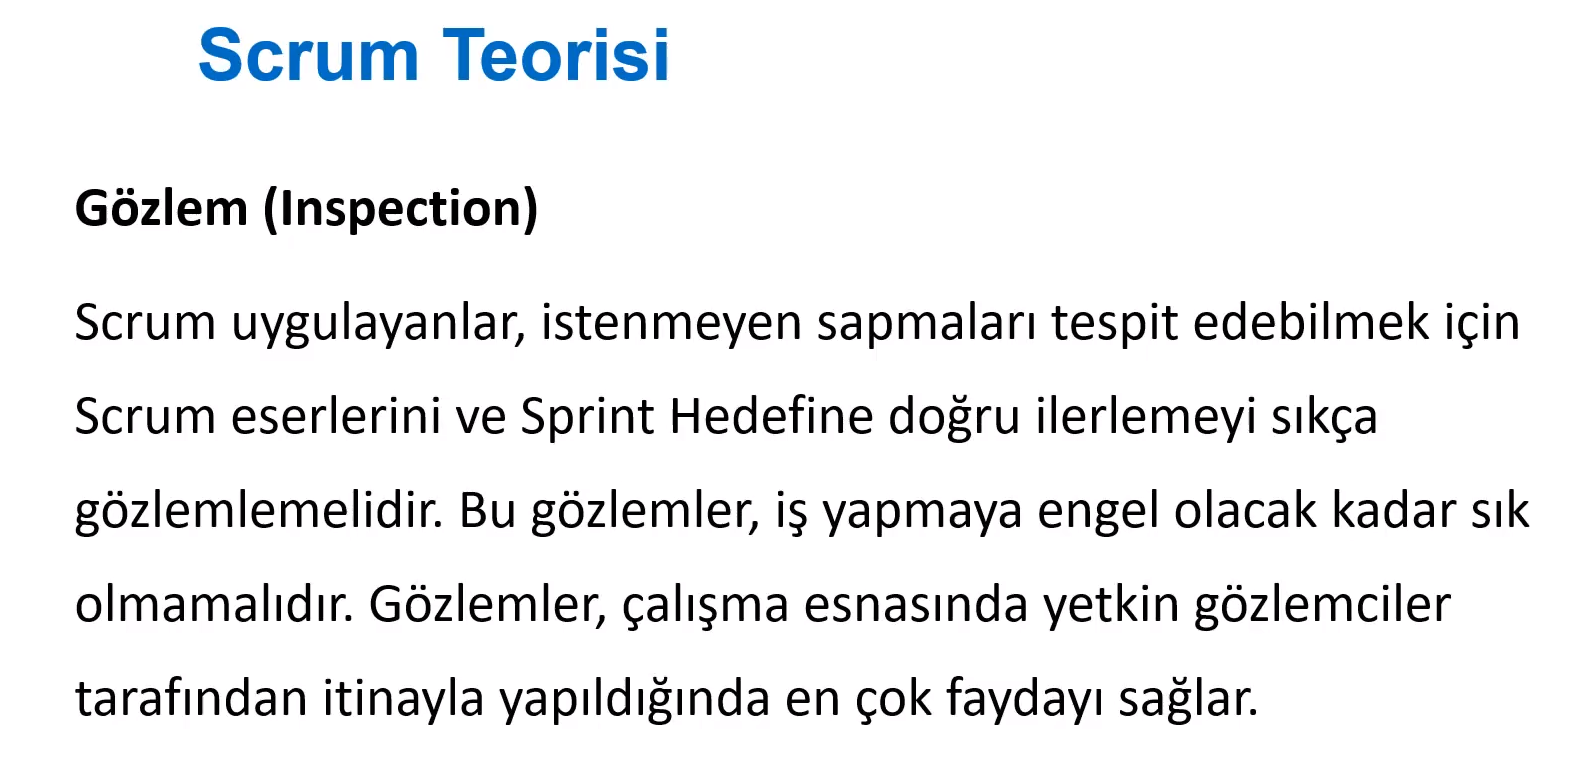 Scrum Teorisi
Gözlem (Inspection)
Scrum uygulayanlar, istenmeyen sapmaları tespit edebilmek için
Scrum eserlerini ve Sprint Hedefine doğru ilerlemeyi sıkça
gözlemlemelidir. Bu gözlemler, iş yapmaya engel olacak kadar sık
olmamalıdır. Gözlemler, çalışma esnasında yetkin gözlemciler
tarafından itinayla yapıldığında en çok faydayı sağlar.